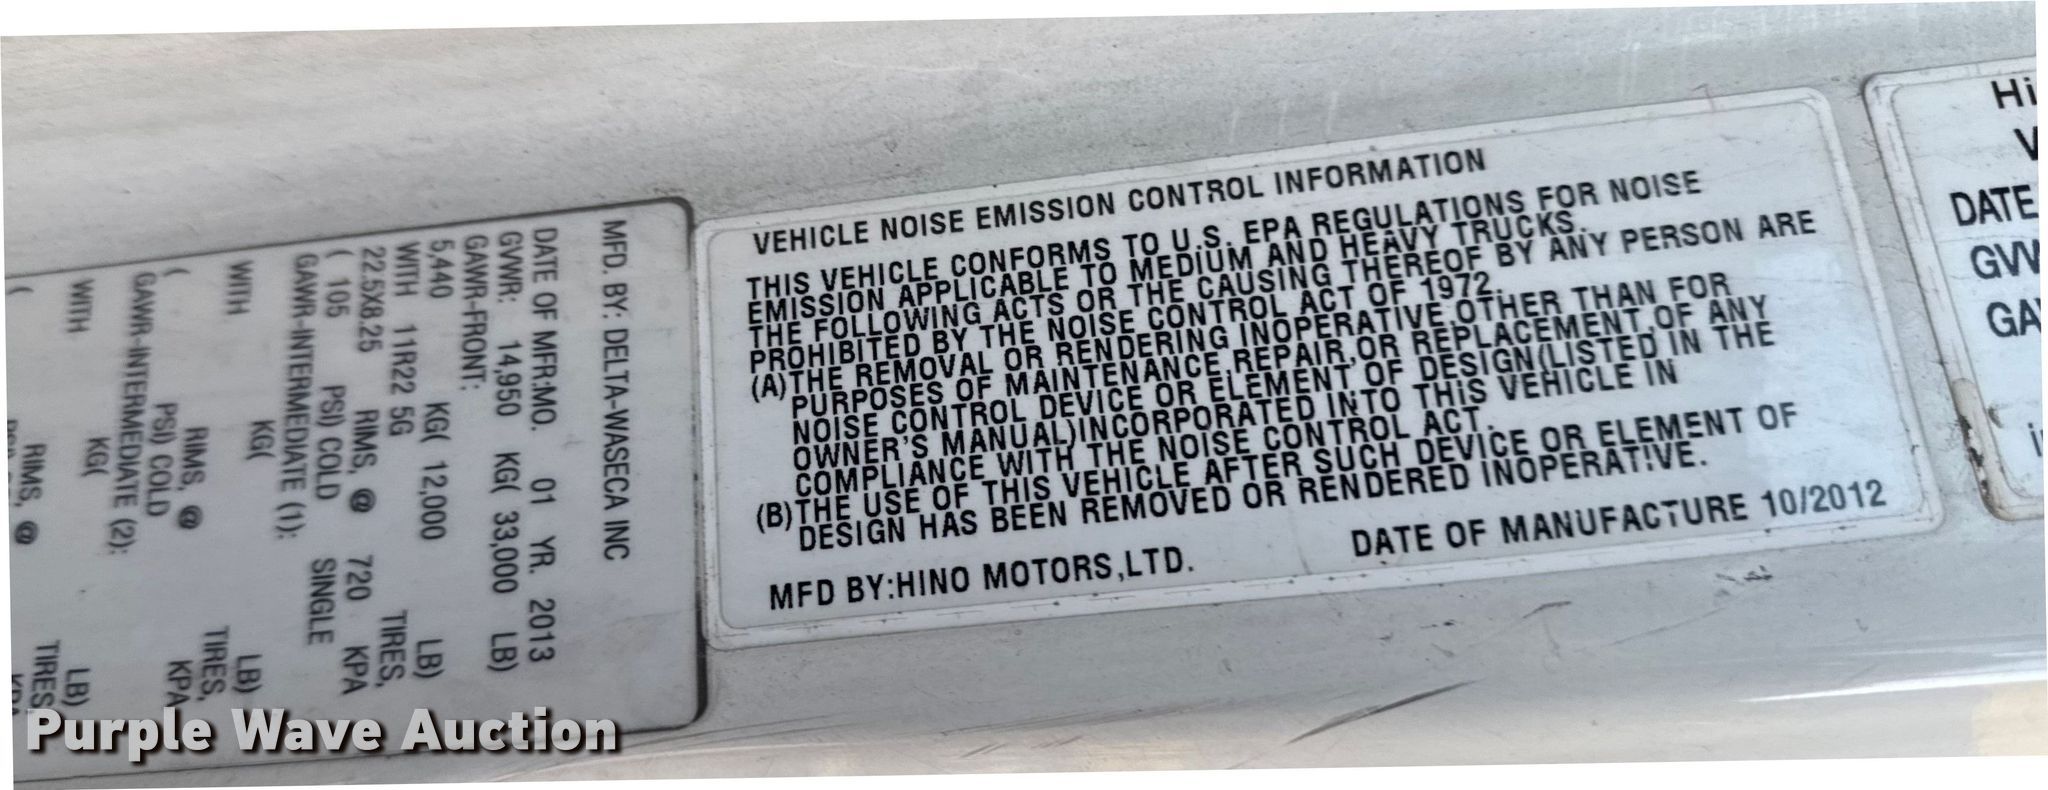 MFD. BY: DELTA-WASECA INC
DATE OF MFR:MO. 01 YR. 2013
GVWR: 14,950 KG( 33,000 LB)
GAWR-FRONT:
5,440 KG( 12,000 LB)
WITH 11R22 5G TIRES,
22.5X8.25 RIMS, @ 720 KPA
( 105 PSI) COLD SINGLE
GAWR-INTERMEDIATE (1):
KG( LB)
WITH TIRES,
RIMS, @ KPA
( PSI) COLD
GAWR-INTERMEDIATE (2):
KG( LB)
WITH TIRES,
RIMS, @
(
VEHICLE NOISE EMISSION CONTROL INFORMATION
THIS VEHICLE CONFORMS TO U.S. EPA REGULATIONS FOR NOISE
EMISSION APPLICABLE TO MEDIUM AND HEAVY TRUCKS.
THE FOLLOWING ACTS OR THE CAUSING THEREOF BY ANY PERSON ARE
PROHIBITED BY THE NOISE CONTROL ACT OF 1972.
(A)THE REMOVAL OR RENDERING INOPERATIVE,OTHER THAN FOR
PURPOSES OF MAINTENANCE,REPAIR,OR REPLACEMENT,OF ANY
NOISE CONTROL DEVICE OR ELEMENT OF DESIGN(LISTED IN THE
OWNER'S MANUAL)INCORPORATED INTO THIS VEHICLE IN
COMPLIANCE WITH THE NOISE CONTROL ACT.
(B)THE USE OF THIS VEHICLE AFTER SUCH DEVICE OR ELEMENT OF
DESIGN HAS BEEN REMOVED OR RENDERED INOPERATIVE.
MFD BY:HINO MOTORS,LTD. DATE OF MANUFACTURE 10/2012
Hi
V
DATE
GVW
GA
i
Purple Wave Auction